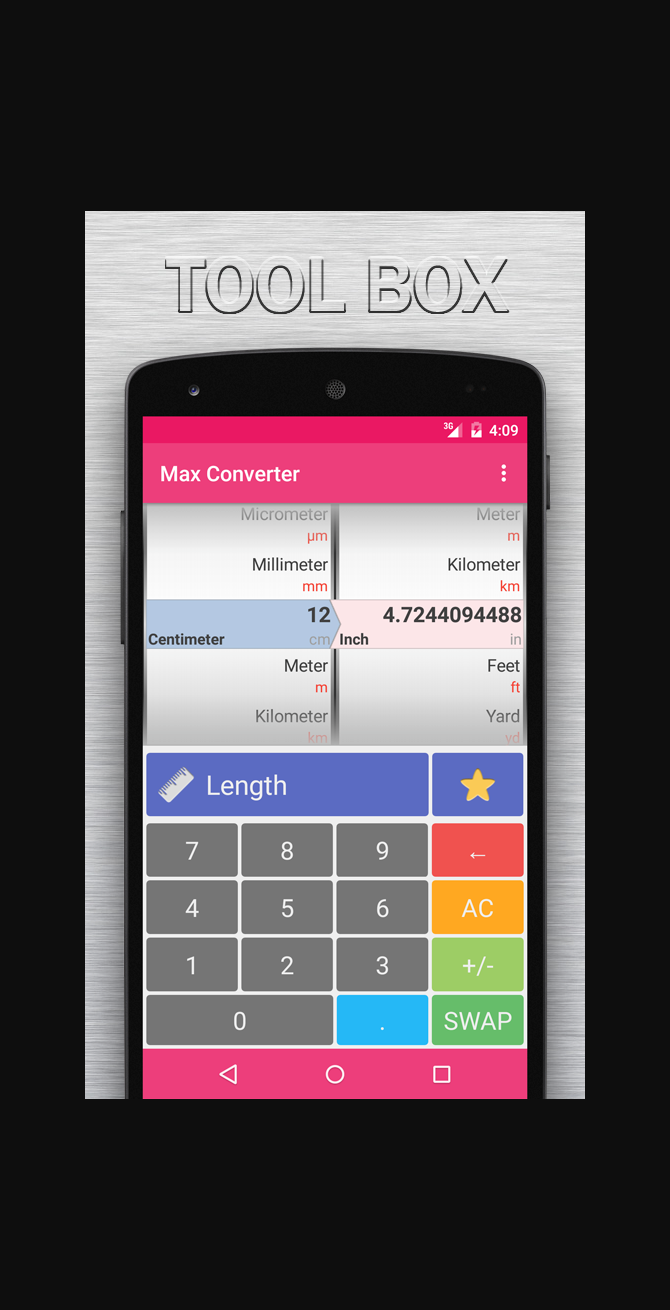 TOOL BOX
3G 4:09
Max Converter
Micrometer Meter
µm m
Millimeter Kilometer
mm km
12 4.7244094488
Centimeter cm Inch in
Meter Feet
m ft
Kilometer Yard
km yd
Length
7 8 9 ←
4 5 6 AC
1 2 3 +/-
0 . SWAP